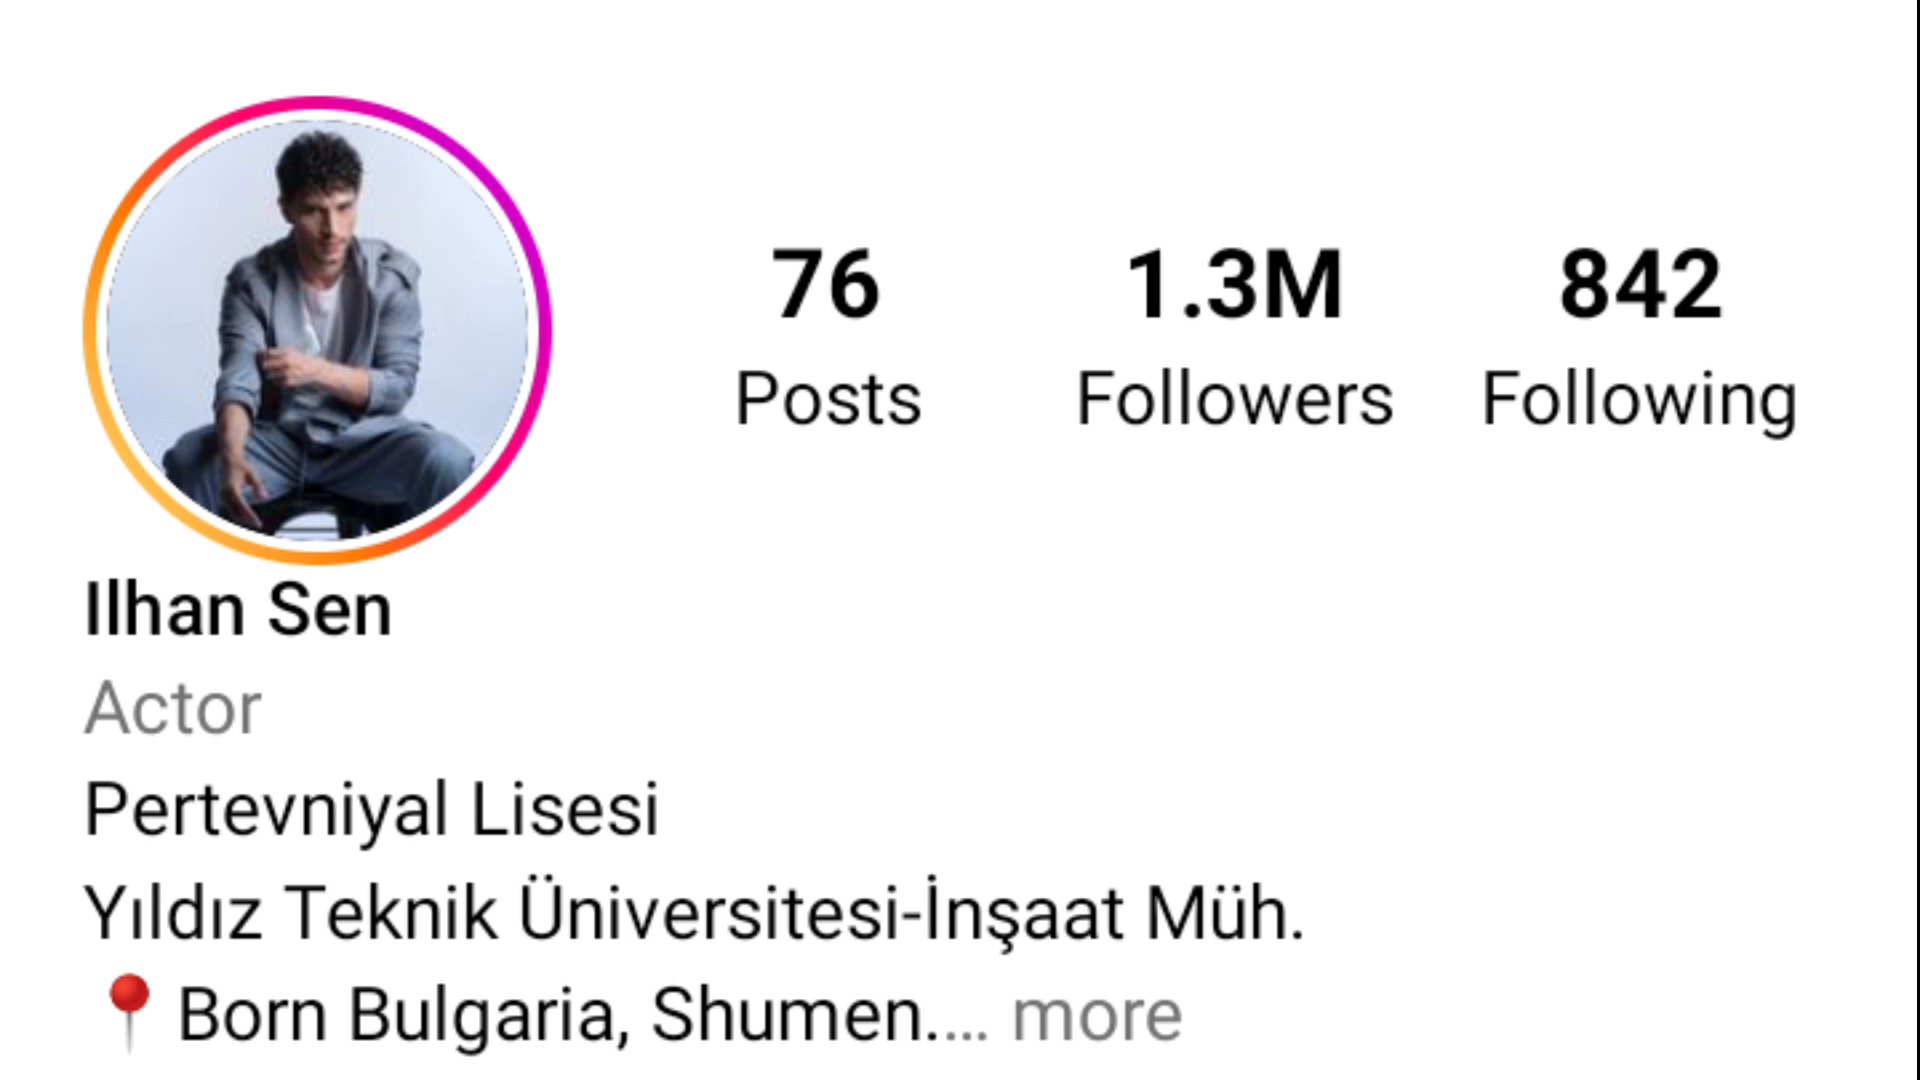 76
1.3M
842
Posts
Followers
Following
Ilhan Sen
Actor
Pertevniyal Lisesi
Yıldız Teknik Üniversitesi-İnşaat Müh.
📍Born Bulgaria, Shumen.... more